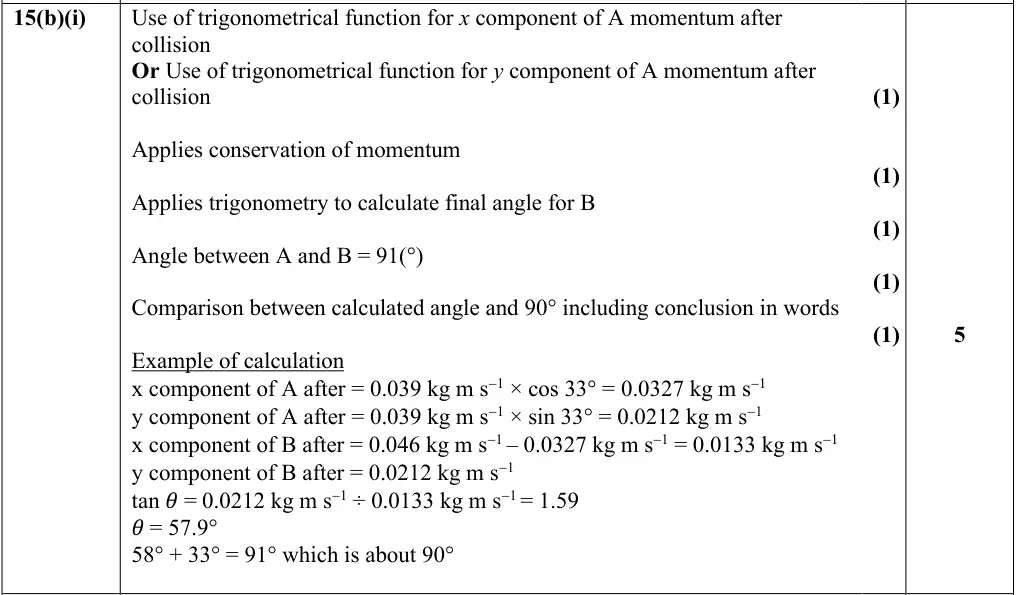 15(b)(i) Use of trigonometrical function for x component of A momentum after
collision
Or Use of trigonometrical function for y component of A momentum after
collision (1)
Applies conservation of momentum
(1)
Applies trigonometry to calculate final angle for B
(1)
Angle between A and B = 91(°)
(1)
Comparison between calculated angle and 90° including conclusion in words
(1) 5
Example of calculation
x component of A after = 0.039 kg m s⁻¹ × cos 33° = 0.0327 kg m s⁻¹
y component of A after = 0.039 kg m s⁻¹ × sin 33° = 0.0212 kg m s⁻¹
x component of B after = 0.046 kg m s⁻¹ – 0.0327 kg m s⁻¹ = 0.0133 kg m s⁻¹
y component of B after = 0.0212 kg m s⁻¹
tan θ = 0.0212 kg m s⁻¹ ÷ 0.0133 kg m s⁻¹ = 1.59
θ = 57.9°
58° + 33° = 91° which is about 90°